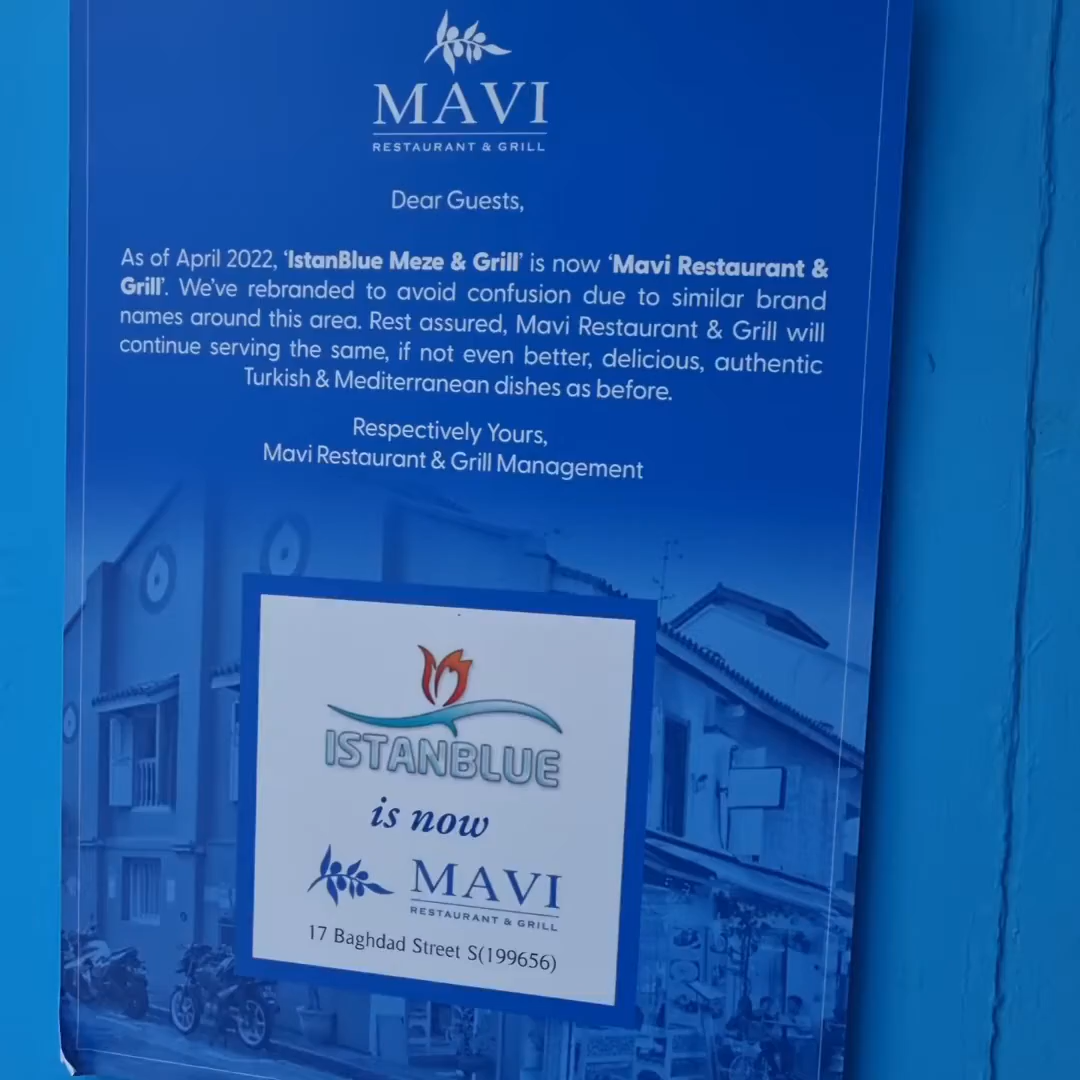 MAVI
RESTAURANT & GRILL
Dear Guests,
As of April 2022, 'IstanBlue Meze & Grill' is now 'Mavi Restaurant &
Grill'. We've rebranded to avoid confusion due to similar brand
names around this area. Rest assured, Mavi Restaurant & Grill will
continue serving the same, if not even better, delicious, authentic
Turkish & Mediterranean dishes as before.
Respectively Yours,
Mavi Restaurant & Grill Management
ISTANBLUE
is now
MAVI
RESTAURANT & GRILL
17 Baghdad Street S(199656)